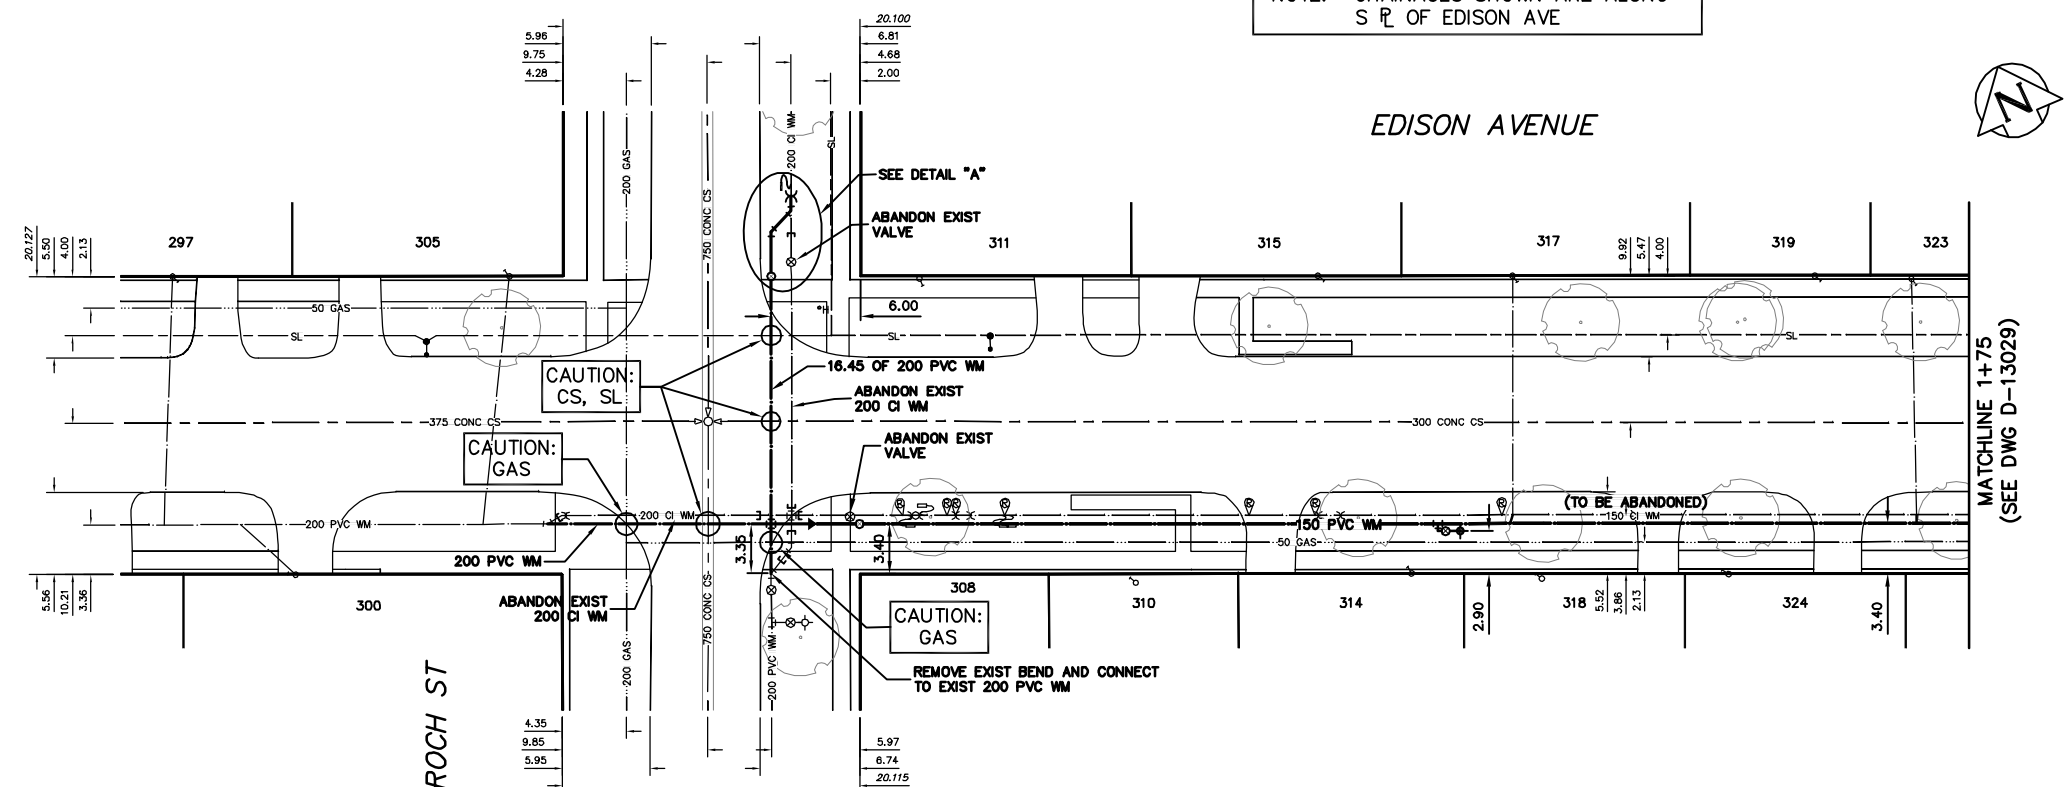 S ⅊ OF EDISON AVE
20.100
5.96
6.81
9.75
4.68
4.28
2.00
N
EDISON AVENUE
200 GAS
750 CONC CS
200 CI WM
SL
SEE DETAIL "A"
ABANDON EXIST
VALVE
20.127
5.50
4.00
2.13
297
305
311
315
317
9.92
5.47
4.00
319
323
50 GAS
6.00
H
SL
SL
SL
16.45 OF 200 PVC WM
CAUTION:
CS, SL
ABANDON EXIST
200 CI WM
375 CONC CS
300 CONC CS
CAUTION:
GAS
ABANDON EXIST
VALVE
MATCHLINE 1+75
(SEE DWG D-13029)
(TO BE ABANDONED)
200 PVC WM
200 CI WM
150 PVC WM
150 CI WM
50 GAS
200 PVC WM
3.35
3.40
5.56
10.21
3.36
300
ABANDON EXIST
200 CI WM
750 CONC CS
308
310
314
318
324
CAUTION:
GAS
2.90
5.52
3.86
2.13
3.40
200 GAS
200 PVC WM
REMOVE EXIST BEND AND CONNECT
TO EXIST 200 PVC WM
ROCH ST
4.35
9.85
5.95
5.97
6.74
20.115